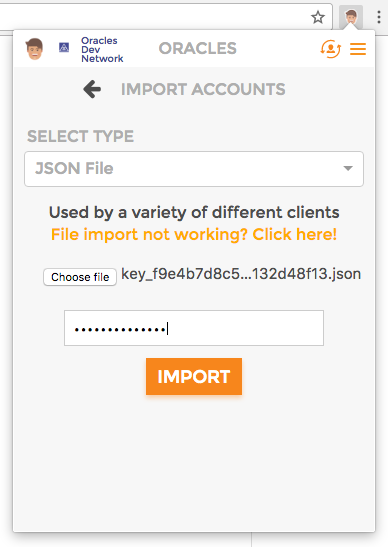 Oracles
Dev
Network
ORACLES
IMPORT ACCOUNTS
SELECT TYPE
JSON File
Used by a variety of different clients
File import not working? Click here!
Choose file key_f9e4b7d8c5...132d48f13.json
••••••••••••••
IMPORT